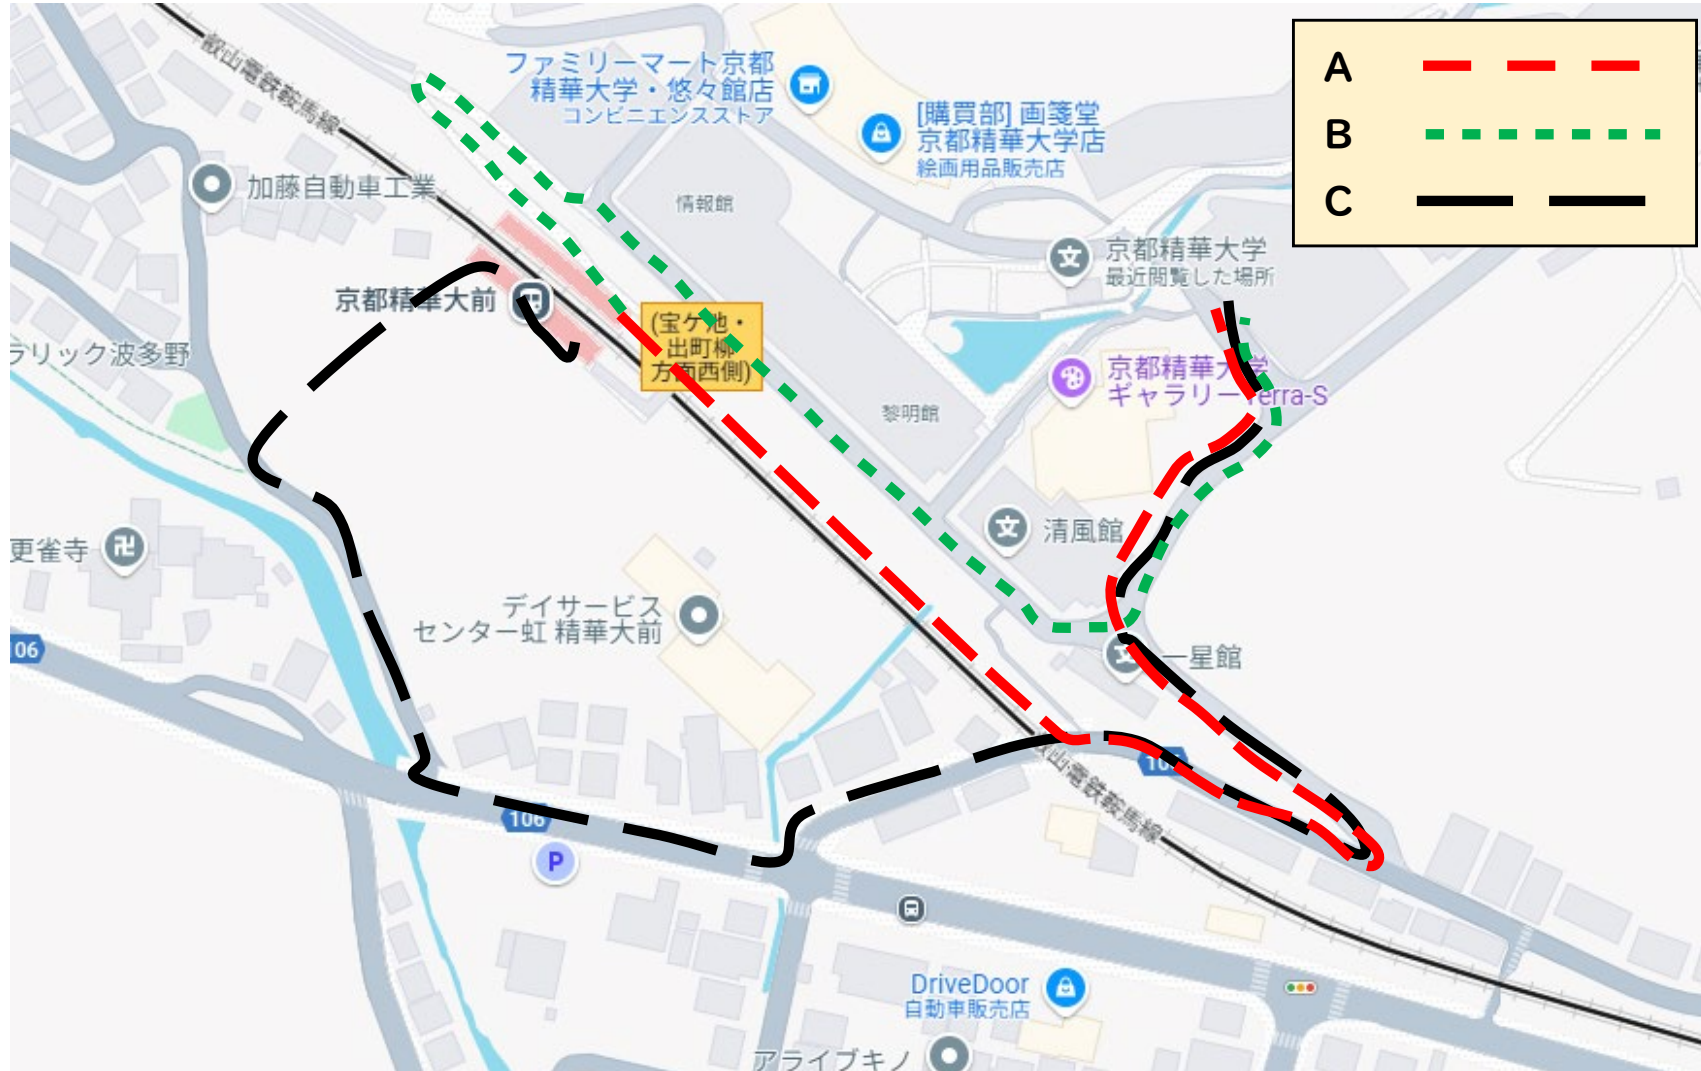 A
B
C
叡山電鉄鞍馬線
ファミリーマート京都
精華大学・悠々館店
コンビニエンスストア
[購買部] 画箋堂
京都精華大学店
絵画用品販売店
加藤自動車工業
情報館
京都精華大学
最近閲覧した場所
京都精華大前
(宝ケ池・
出町柳
方面西側)
ラリック波多野
京都精華大学
ギャラリーTerra-S
黎明館
清風館
更雀寺
デイサービス
センター虹 精華大前
一星館
106
106
106
P
叡山電鉄鞍馬線
DriveDoor
自動車販売店
アライブキノ